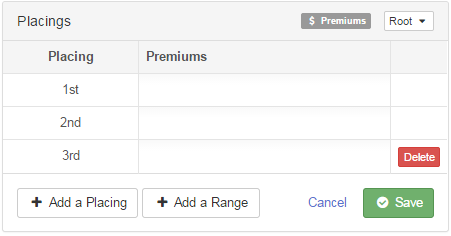 Placings $ Premiums Root
Placing Premiums
1st
2nd
3rd Delete
+ Add a Placing + Add a Range Cancel Save